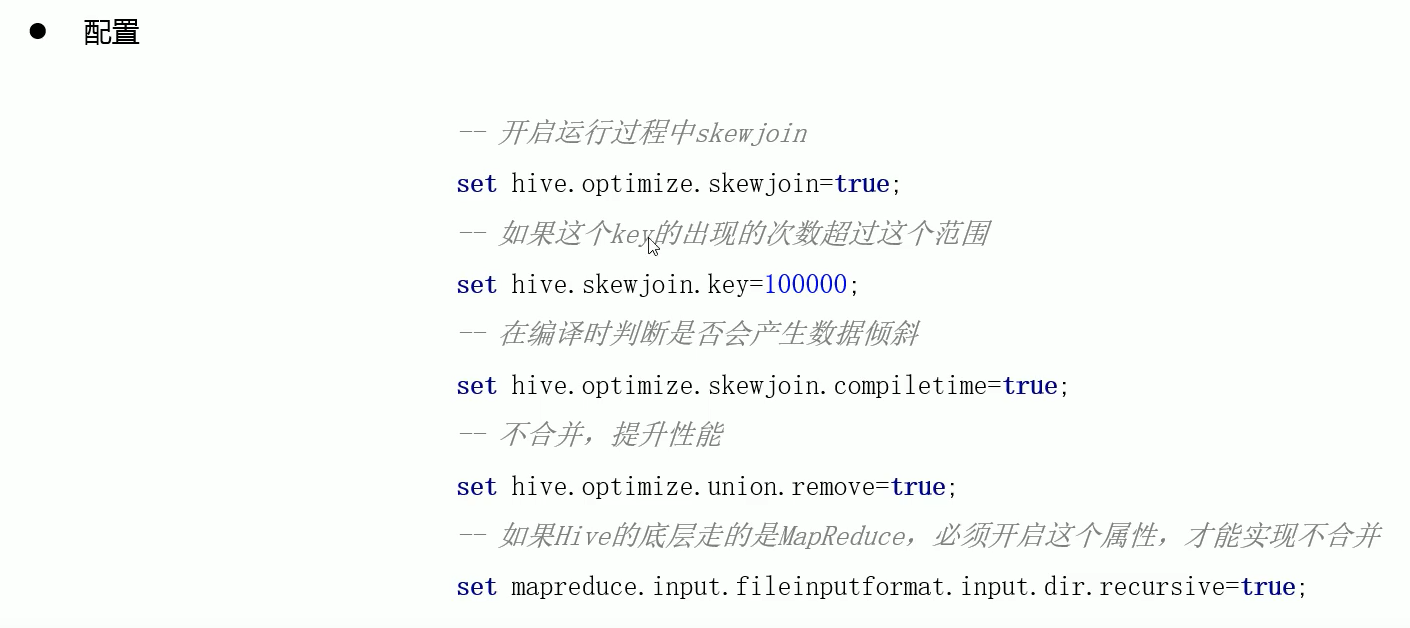 ● 配置
-- 开启运行过程中skewjoin
set hive.optimize.skewjoin=true;
-- 如果这个key的出现的次数超过这个范围
set hive.skewjoin.key=100000;
-- 在编译时判断是否会产生数据倾斜
set hive.optimize.skewjoin.compiletime=true;
-- 不合并，提升性能
set hive.optimize.union.remove=true;
-- 如果Hive的底层走的是MapReduce，必须开启这个属性，才能实现不合并
set mapreduce.input.fileinputformat.input.dir.recursive=true;